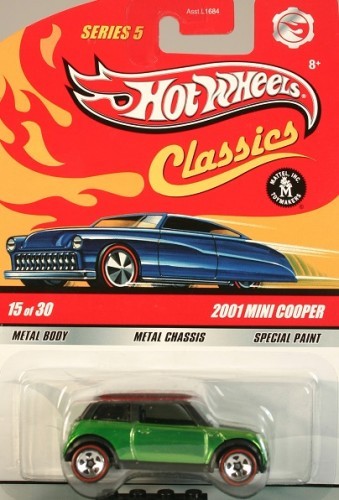 Asst.L1684
SERIES 5
8+
HOT WHEELS
Classics
MATTEL, INC.
M
TOYMAKERS
15 of 30
2001 MINI COOPER
METAL BODY
METAL CHASSIS
SPECIAL PAINT